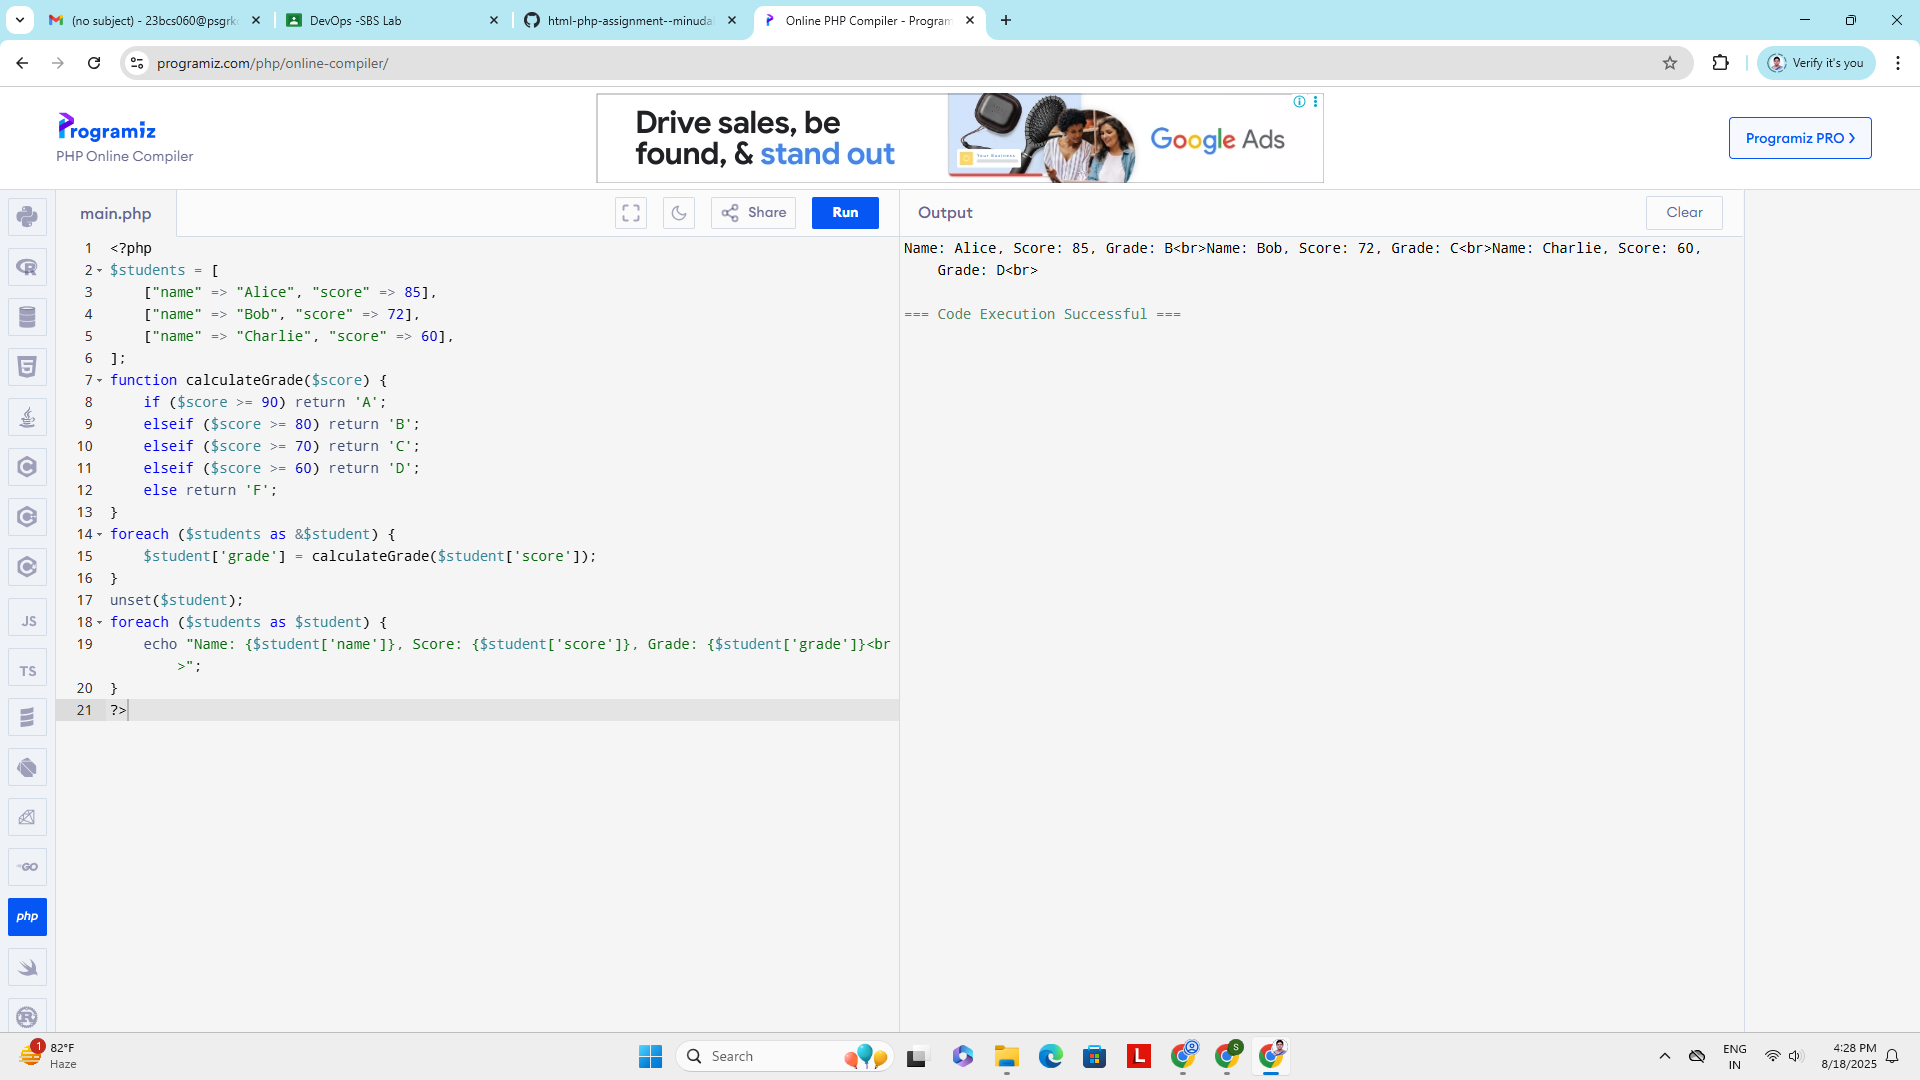 (no subject) - 23bcs060@psgrk
DevOps -SBS Lab
html-php-assignment--minuda
Online PHP Compiler - Program
programiz.com/php/online-compiler/
Verify it's you
Programiz
PHP Online Compiler
Drive sales, be
found, & stand out
Your Business
Google Ads
Programiz PRO
main.php
Share
Run
Output
Clear
1 <?php
2 $students = [
3     ["name" => "Alice", "score" => 85],
4     ["name" => "Bob", "score" => 72],
5     ["name" => "Charlie", "score" => 60],
6 ];
7 function calculateGrade($score) {
8     if ($score >= 90) return 'A';
9     elseif ($score >= 80) return 'B';
10     elseif ($score >= 70) return 'C';
11     elseif ($score >= 60) return 'D';
12     else return 'F';
13 }
14 foreach ($students as &$student) {
15     $student['grade'] = calculateGrade($student['score']);
16 }
17 unset($student);
18 foreach ($students as $student) {
19     echo "Name: {$student['name']}, Score: {$student['score']}, Grade: {$student['grade']}<br
>";
20 }
21 ?>
Name: Alice, Score: 85, Grade: B<br>Name: Bob, Score: 72, Grade: C<br>Name: Charlie, Score: 60,
Grade: D<br>
=== Code Execution Successful ===
JS
TS
GO
php
1
82°F
Haze
Search
L
S
ENG
IN
4:28 PM
8/18/2025